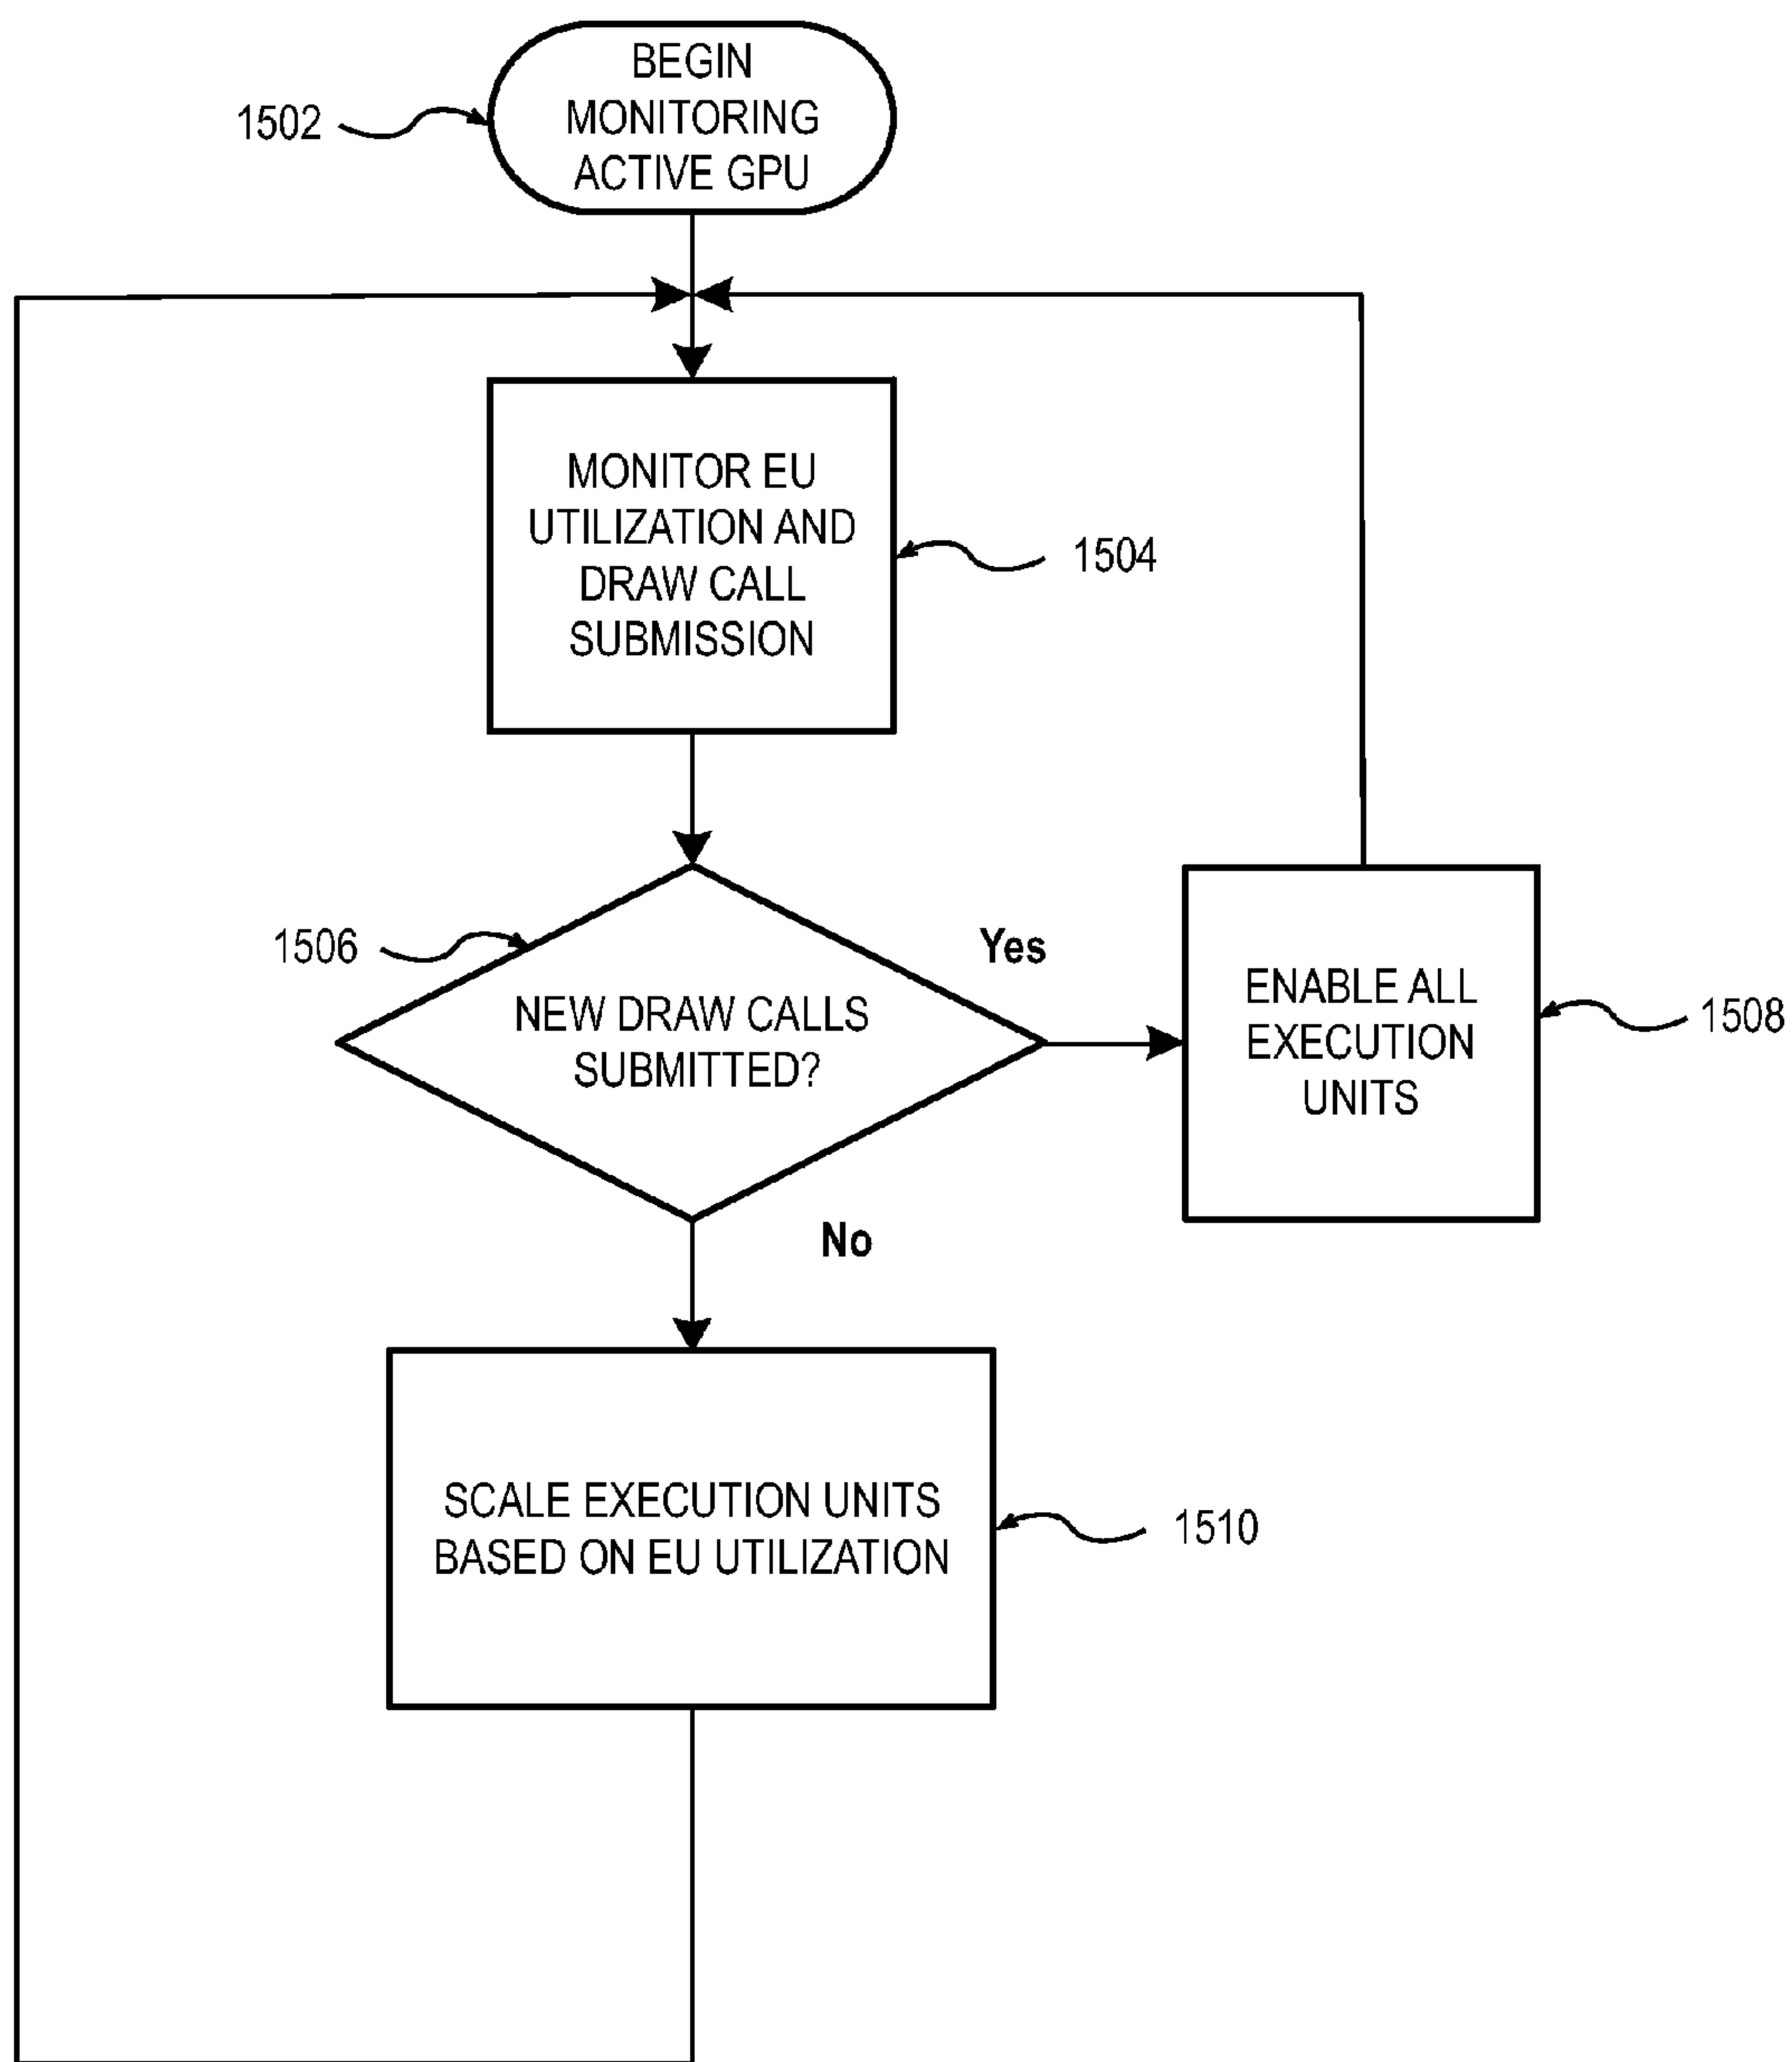 BEGIN
MONITORING
ACTIVE GPU
1502
MONITOR EU
UTILIZATION AND
DRAW CALL
SUBMISSION
1504
1506
NEW DRAW CALLS
SUBMITTED?
Yes
ENABLE ALL
EXECUTION
UNITS
1508
No
SCALE EXECUTION UNITS
BASED ON EU UTILIZATION
1510